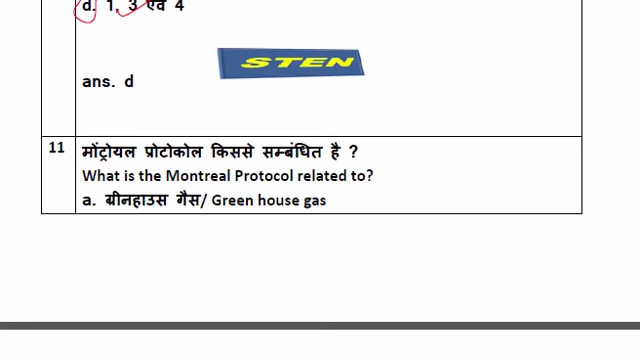 d. 1, 3 एवं 4
STEN
ans. d
11
मोंट्रोयल प्रोटोकोल किससे सम्बंधित है ?
What is the Montreal Protocol related to?
a. ग्रीनहाउस गैस/ Green house gas